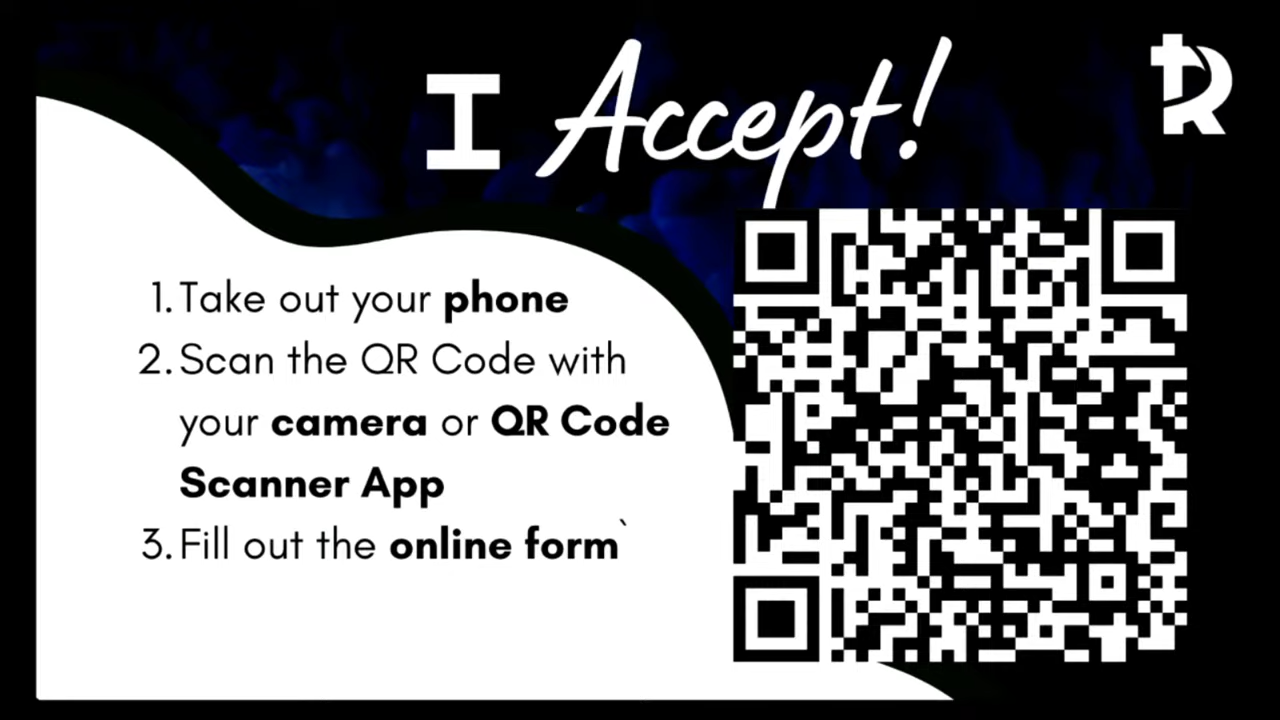 I Accept!
R
1. Take out your phone
2. Scan the QR Code with
your camera or QR Code
Scanner App
3. Fill out the online form`